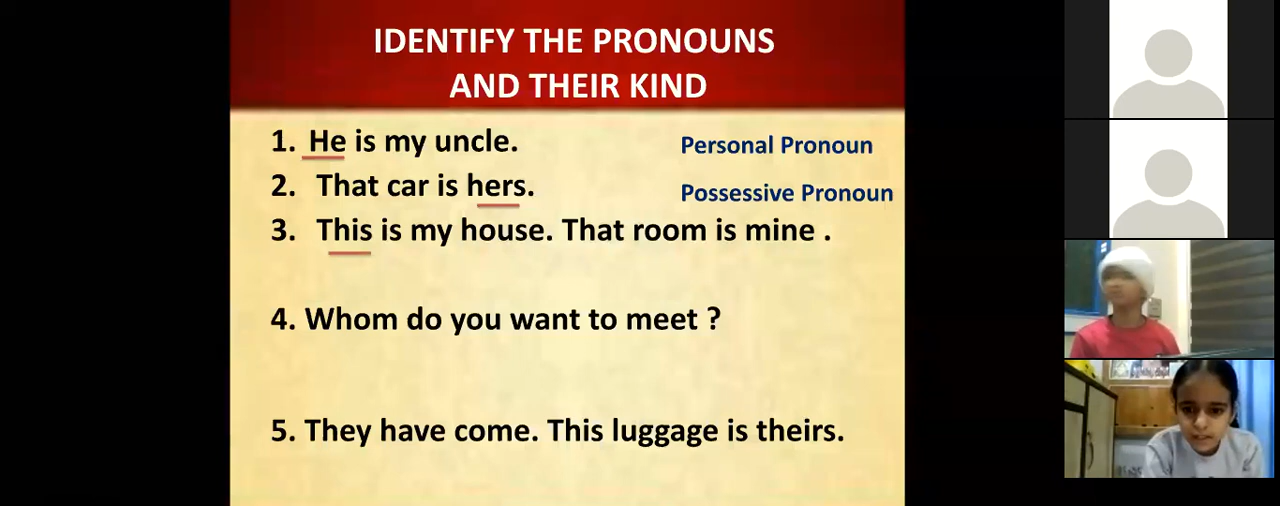 IDENTIFY THE PRONOUNS
AND THEIR KIND
1. He is my uncle. Personal Pronoun
2. That car is hers. Possessive Pronoun
3. This is my house. That room is mine .
4. Whom do you want to meet ?
5. They have come. This luggage is theirs.